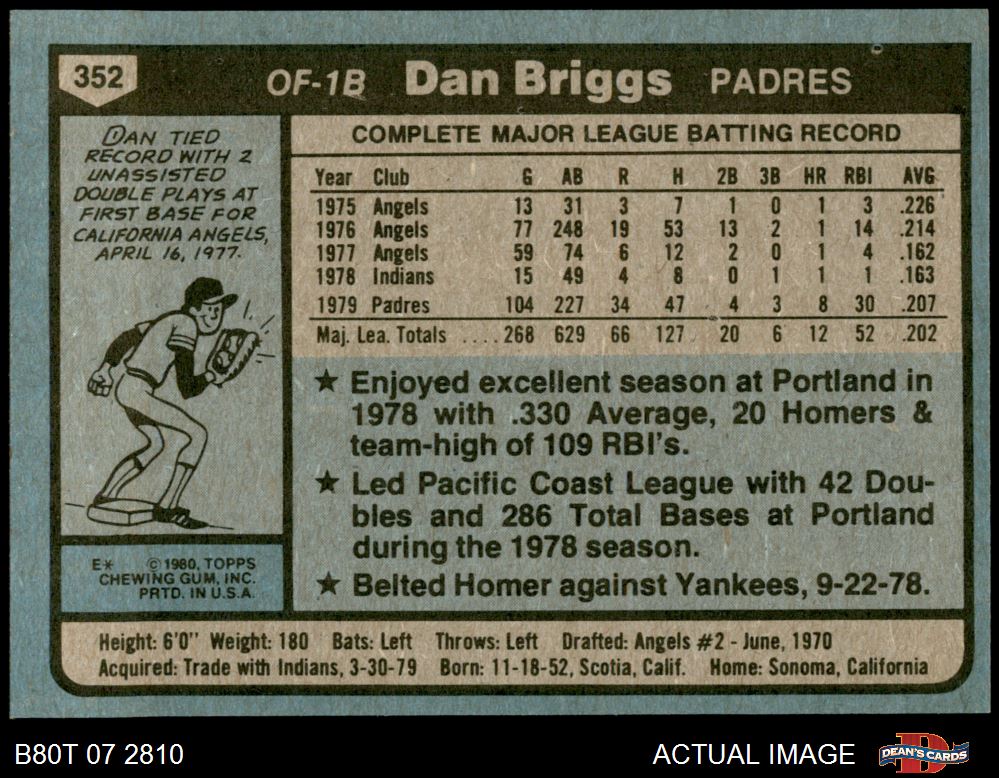 352 OF-1B Dan Briggs PADRES
DAN TIED
RECORD WITH 2
UNASSISTED
DOUBLE PLAYS AT
FIRST BASE FOR
CALIFORNIA ANGELS,
APRIL 16, 1977.
COMPLETE MAJOR LEAGUE BATTING RECORD
Year Club G AB R H 2B 3B HR RBI AVG
1975 Angels 13 31 3 7 1 0 1 3 .226
1976 Angels 77 248 19 53 13 2 1 14 .214
1977 Angels 59 74 6 12 2 0 1 4 .162
1978 Indians 15 49 4 8 0 1 1 1 .163
1979 Padres 104 227 34 47 4 3 8 30 .207
Maj. Lea. Totals ....268 629 66 127 20 6 12 52 .202
★ Enjoyed excellent season at Portland in
1978 with .330 Average, 20 Homers &
team-high of 109 RBI's.
★ Led Pacific Coast League with 42 Dou-
bles and 286 Total Bases at Portland
during the 1978 season.
★ Belted Homer against Yankees, 9-22-78.
E* © 1980, TOPPS
CHEWING GUM, INC.
PRTD. IN U.S.A.
Height: 6'0" Weight: 180 Bats: Left Throws: Left Drafted: Angels #2 - June, 1970
Acquired: Trade with Indians, 3-30-79 Born: 11-18-52, Scotia, Calif. Home: Sonoma, California
B80T 07 2810 ACTUAL IMAGE DEAN'S CARDS